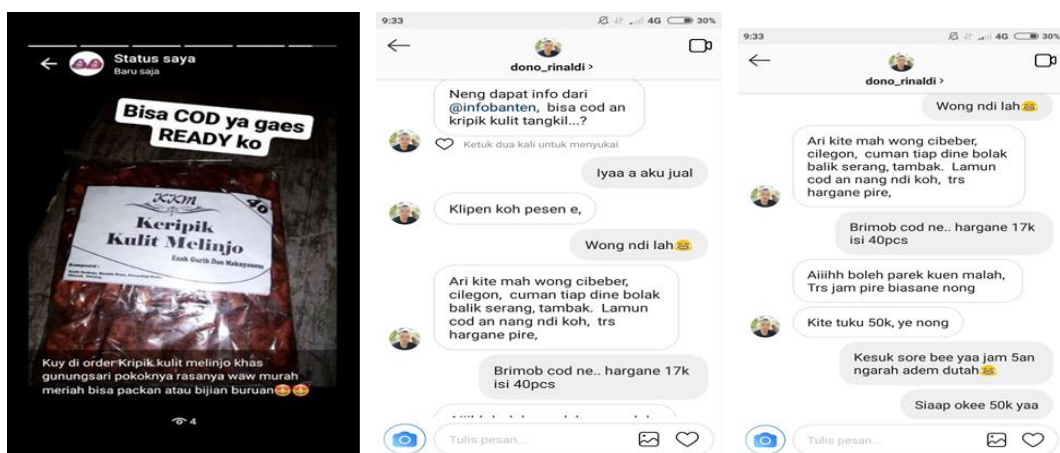 Status saya
Baru saja
Bisa COD ya gaes
READY ko
KKM
40
Keripik
Kulit Melinjo
Enak Gurih Dan Maknyoooss
Komposisi :
Kuy di order Kripik kulit melinjo khas
gunungsari pokoknya rasanya waw murah
meriah bisa packan atau bijian buruan
4
9:33
4G 30%
dono_rinaldi >
Neng dapat info dari
@infobanten, bisa cod an
kripik kulit tangkil...?
Ketuk dua kali untuk menyukai
Iyaa a aku jual
Klipen koh pesen e,
Wong ndi lah😂
Ari kite mah wong cibeber,
cilegon, cuman tiap dine bolak
balik serang, tambak. Lamun
cod an nang ndi koh, trs
hargane pire,
Brimob cod ne.. hargane 17k
isi 40pcs
Tulis pesan...
9:33
4G 30%
dono_rinaldi >
Wong ndi lah😂
Ari kite mah wong cibeber,
cilegon, cuman tiap dine bolak
balik serang, tambak. Lamun
cod an nang ndi koh, trs
hargane pire,
Brimob cod ne.. hargane 17k
isi 40pcs
Aiiihh boleh parek kuen malah,
Trs jam pire biasane nong
Kite tuku 50k, ye nong
Kesuk sore bee yaa jam 5an
ngarah adem dutah😂
Siaap okee 50k yaa
Tulis pesan...